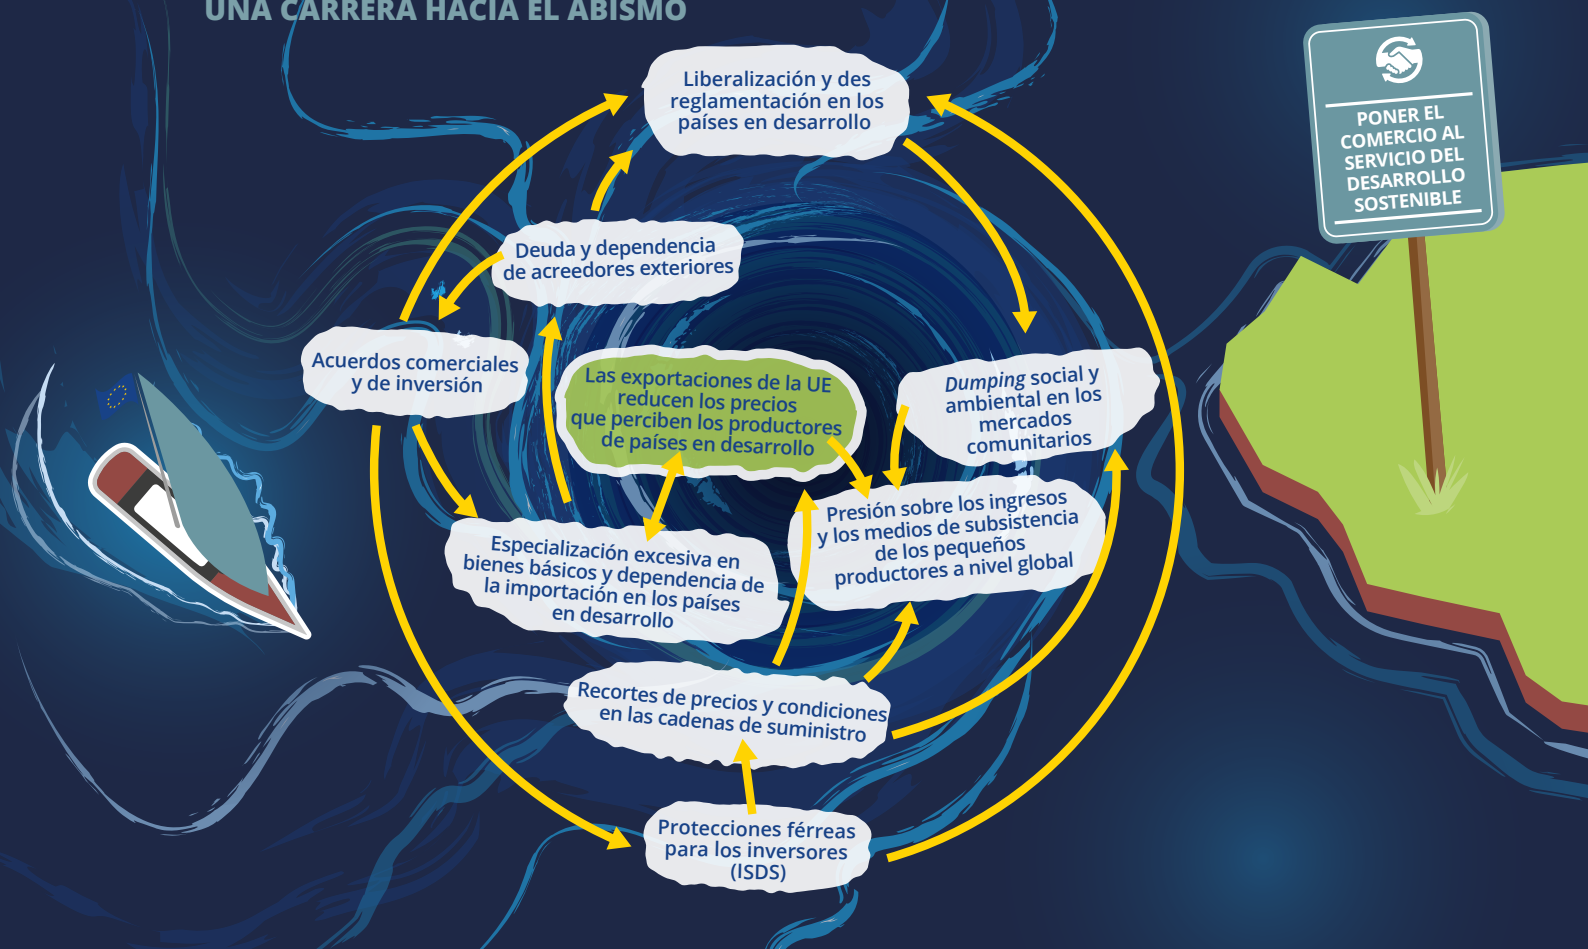 UNA CARRERA HACIA EL ABISMO
Liberalización y des
reglamentación en los
países en desarrollo
PONER EL
COMERCIO AL
SERVICIO DEL
DESARROLLO
SOSTENIBLE
Deuda y dependencia
de acreedores exteriores
Acuerdos comerciales
y de inversión
Las exportaciones de la UE
reducen los precios
que perciben los productores
de países en desarrollo
Dumping social y
ambiental en los
mercados
comunitarios
Presión sobre los ingresos
y los medios de subsistencia
de los pequeños
productores a nivel global
Especialización excesiva en
bienes básicos y dependencia de
la importación en los países
en desarrollo
Recortes de precios y condiciones
en las cadenas de suministro
Protecciones férreas
para los inversores
(ISDS)